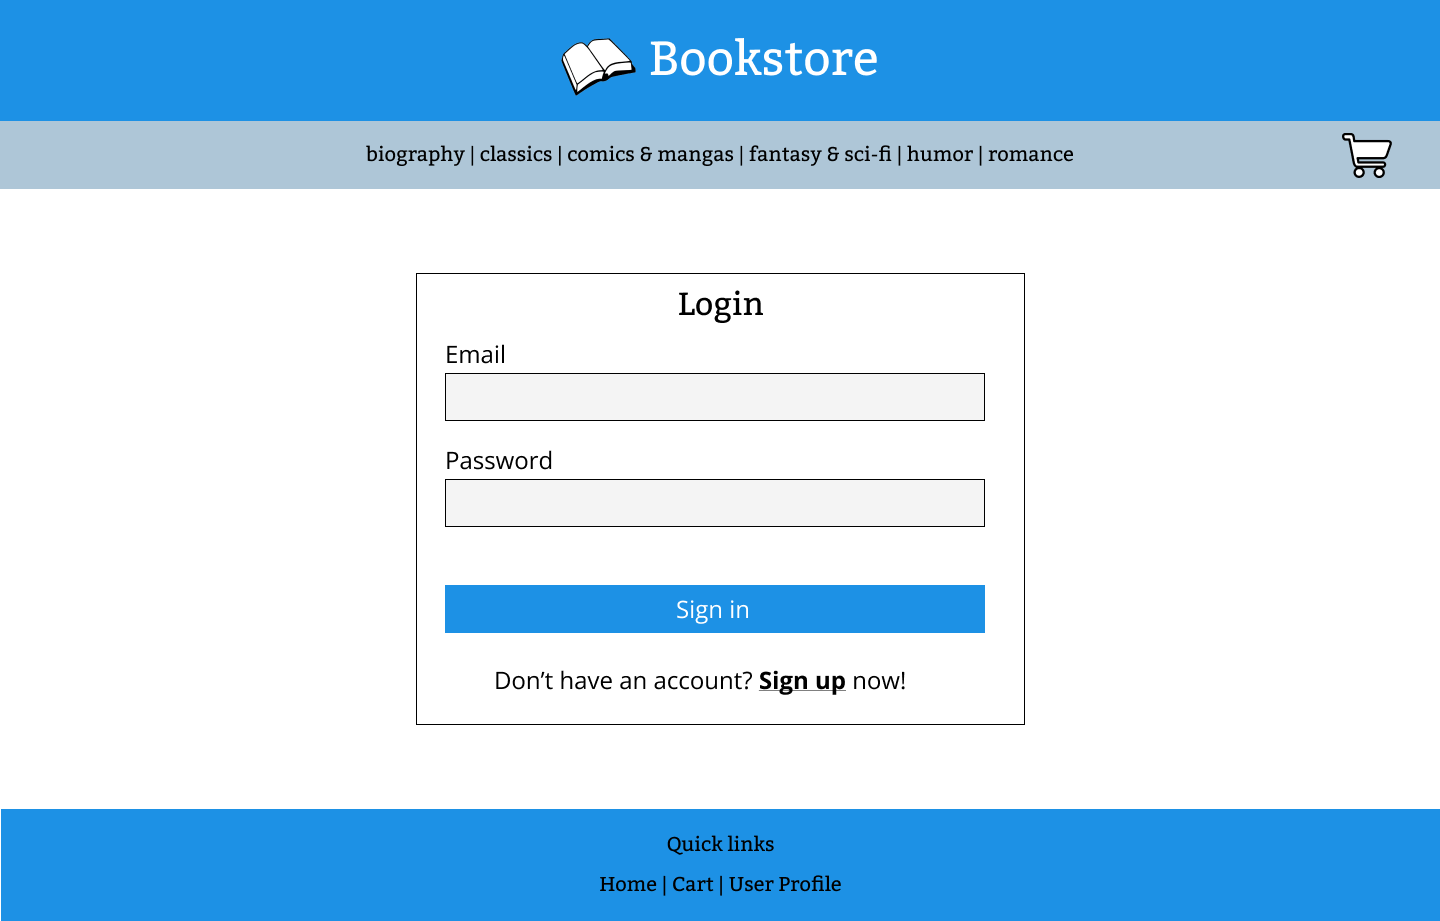 Bookstore
biography | classics | comics & mangas | fantasy & sci-fi | humor | romance
Login
Email
Password
Sign in
Don’t have an account? Sign up now!
Quick links
Home | Cart | User Profile